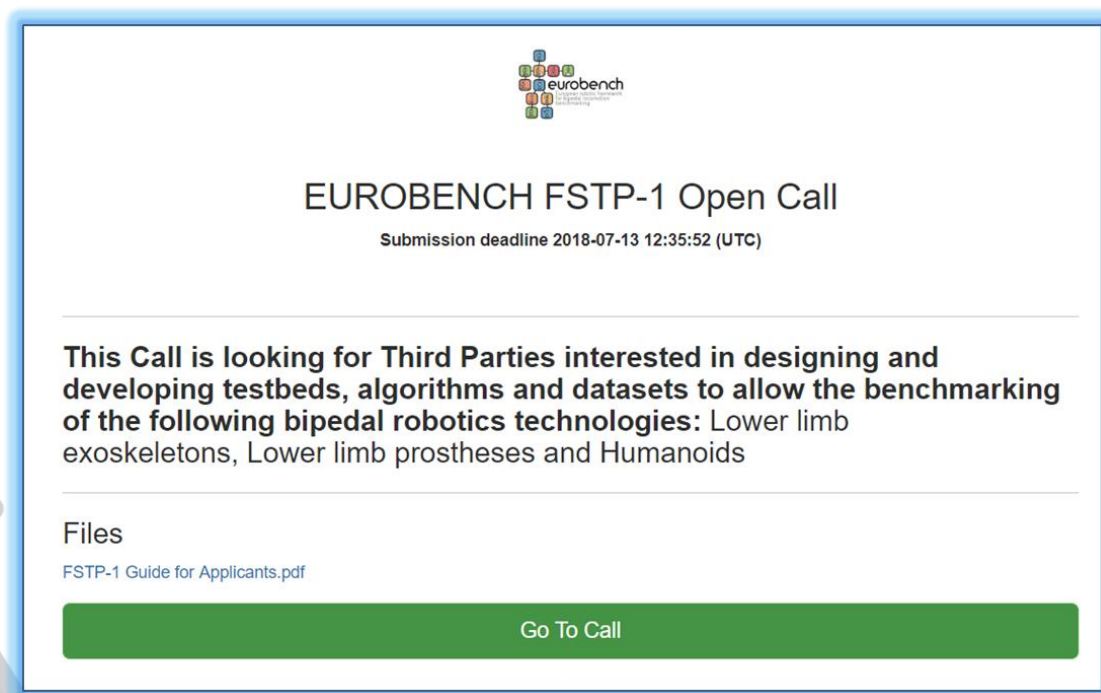 eurobench
EUROBENCH FSTP-1 Open Call
Submission deadline 2018-07-13 12:35:52 (UTC)
This Call is looking for Third Parties interested in designing and
developing testbeds, algorithms and datasets to allow the benchmarking
of the following bipedal robotics technologies: Lower limb
exoskeletons, Lower limb prostheses and Humanoids
Files
FSTP-1 Guide for Applicants.pdf
Go To Call